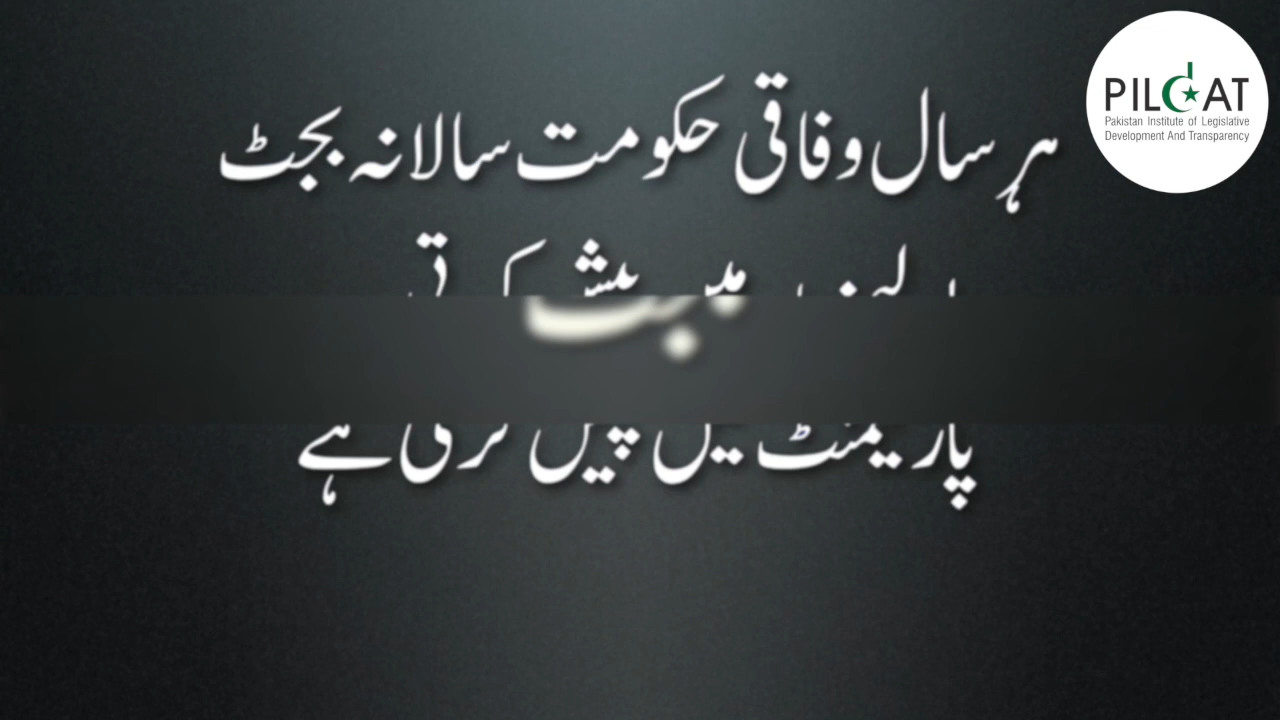 ہر سال وفاقی حکومت سالانہ بجٹ
پارلیمنٹ میں پیش کرتی ہے
PILDAT
Pakistan Institute of Legislative
Development And Transparency